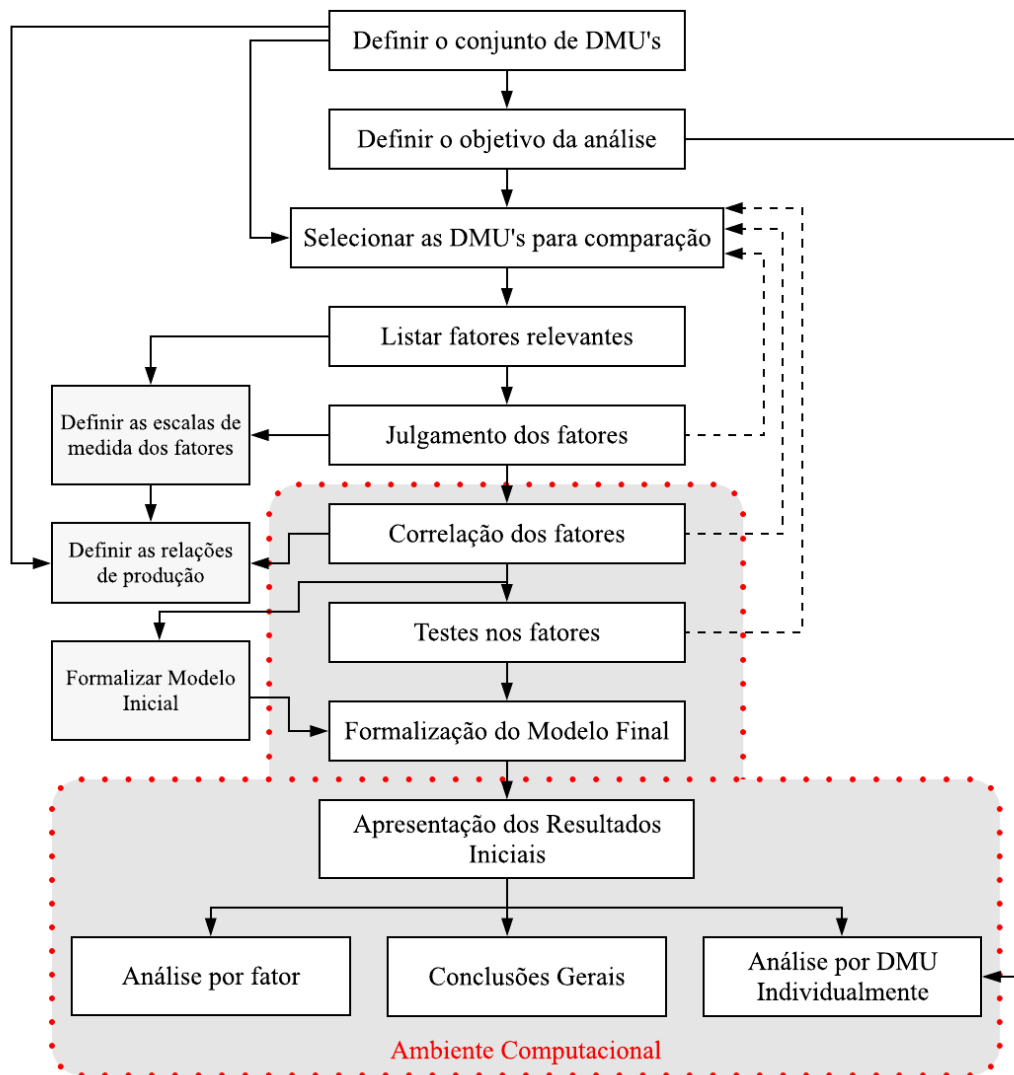 Definir o conjunto de DMU's
Definir o objetivo da análise
Selecionar as DMU's para comparação
Listar fatores relevantes
Definir as escalas de
medida dos fatores
Julgamento dos fatores
Correlação dos fatores
Definir as relações
de produção
Testes nos fatores
Formalizar Modelo
Inicial
Formalização do Modelo Final
Apresentação dos Resultados
Iniciais
Análise por fator
Conclusões Gerais
Análise por DMU
Individualmente
Ambiente Computacional